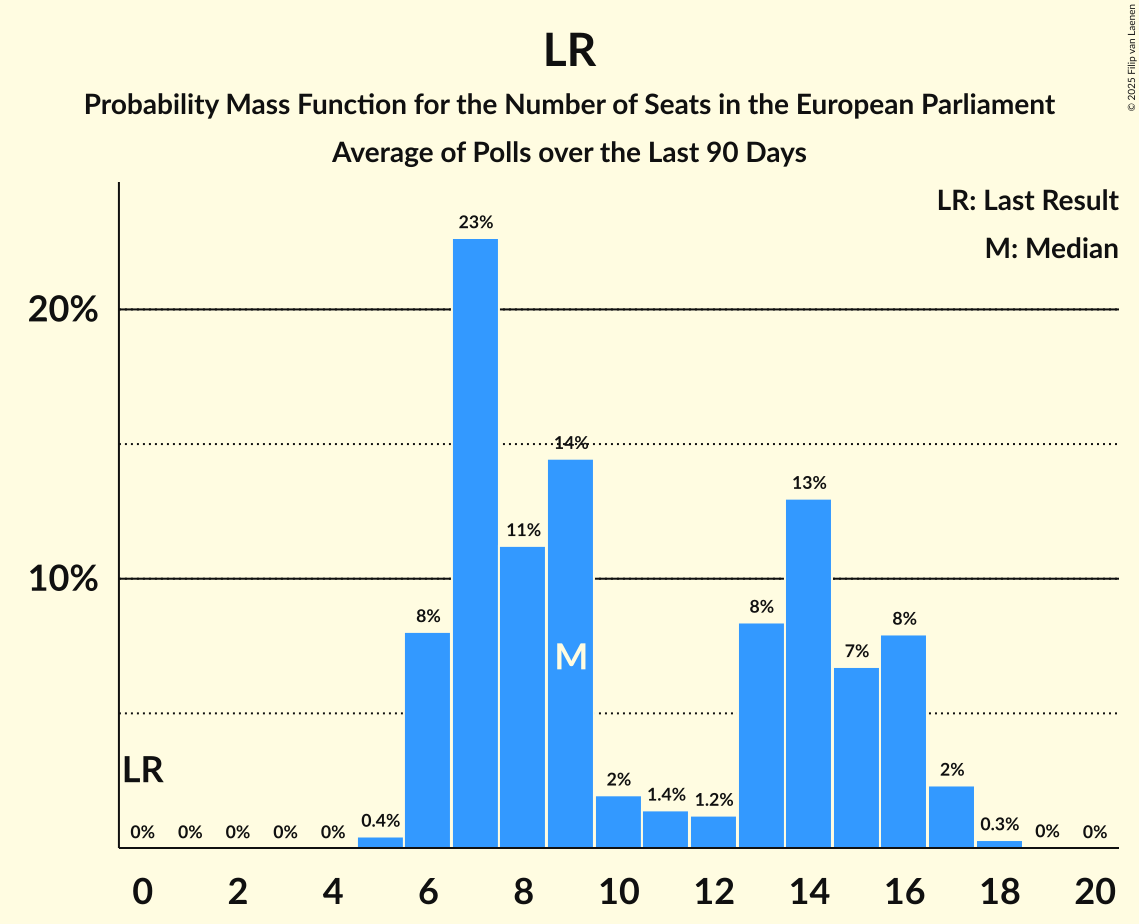 LR
Probability Mass Function for the Number of Seats in the European Parliament
Average of Polls over the Last 90 Days
© 2025 Filip van Laenen
LR: Last Result
M: Median
20%
10%
0% 0% 0% 0% 0% 0.4% 8% 23% 11% 14% 2% 1.4% 1.2% 8% 13% 7% 8% 2% 0.3% 0% 0%
LR
M
0 2 4 6 8 10 12 14 16 18 20